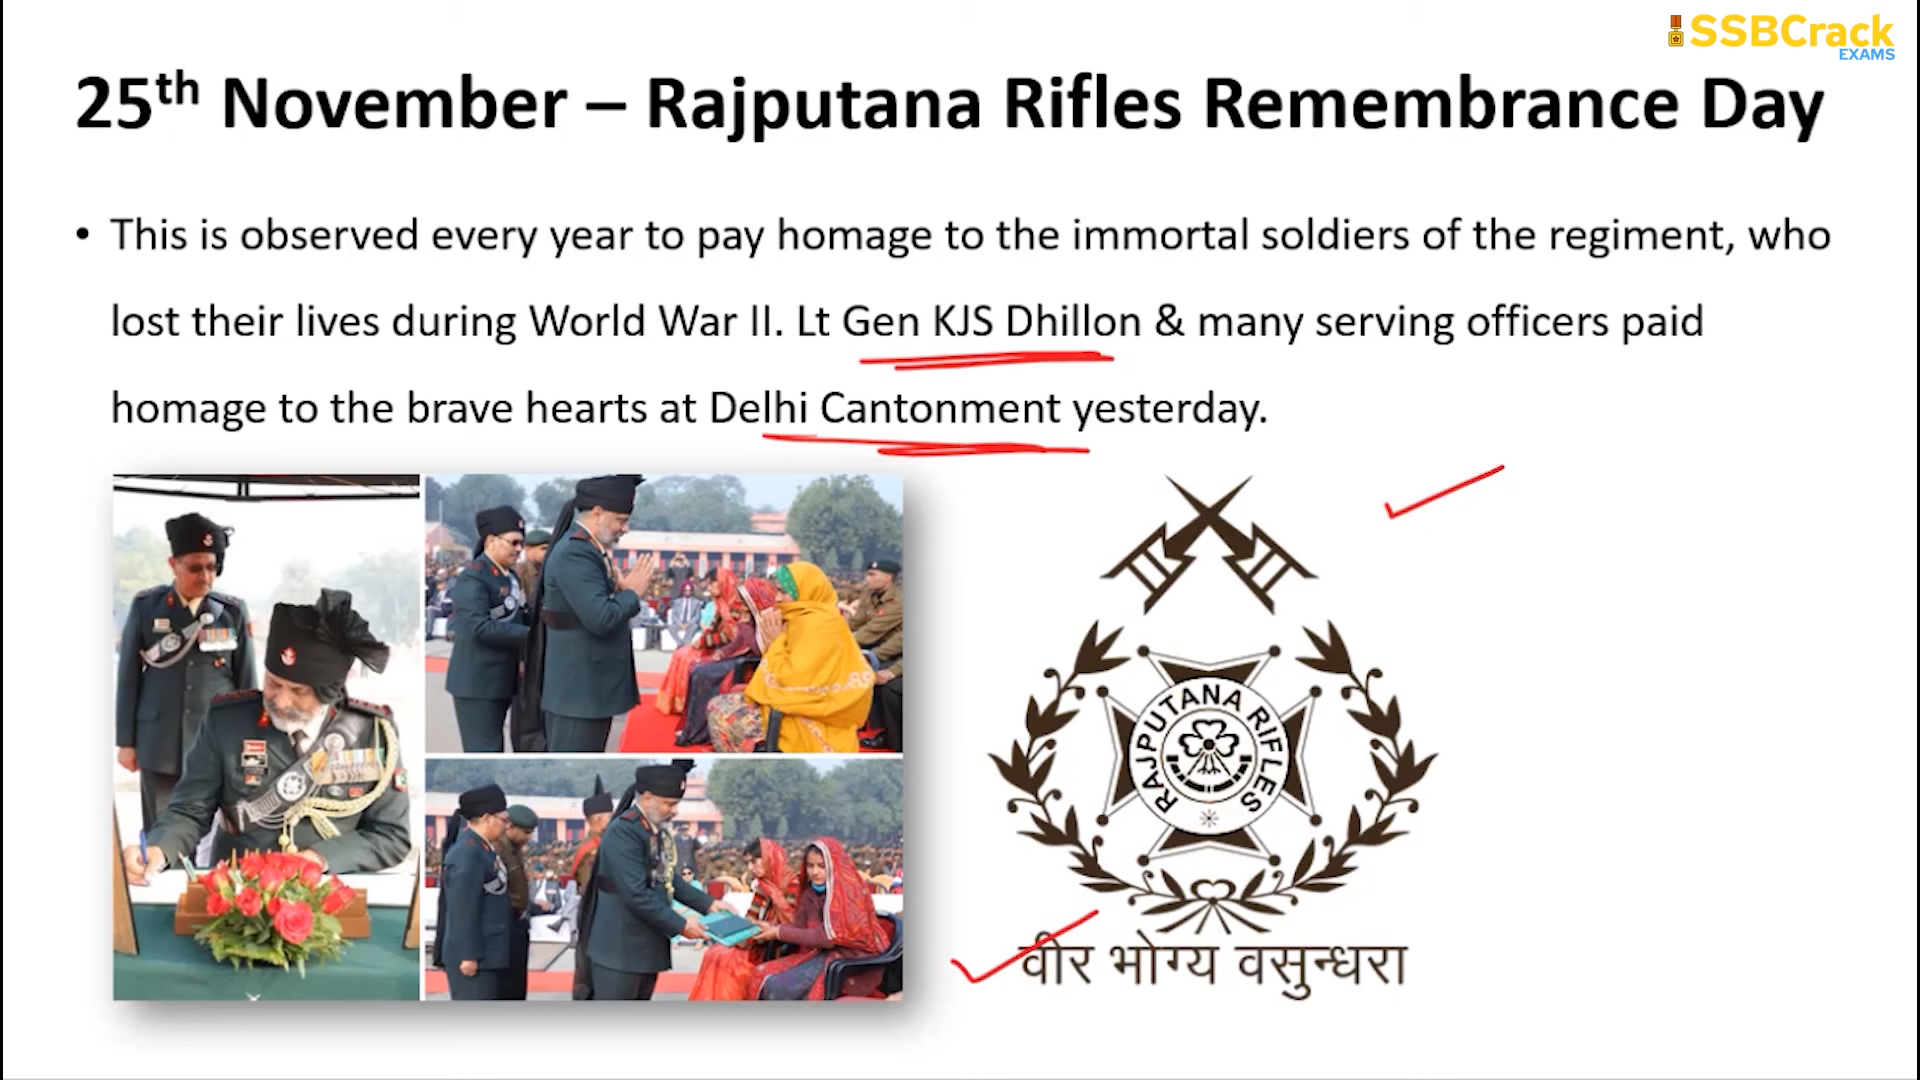 SSBCrack
EXAMS
25th November – Rajputana Rifles Remembrance Day
• This is observed every year to pay homage to the immortal soldiers of the regiment, who
lost their lives during World War II. Lt Gen KJS Dhillon & many serving officers paid
homage to the brave hearts at Delhi Cantonment yesterday.
RAJPUTANA RIFLES
वीर भोग्य वसुन्धरा